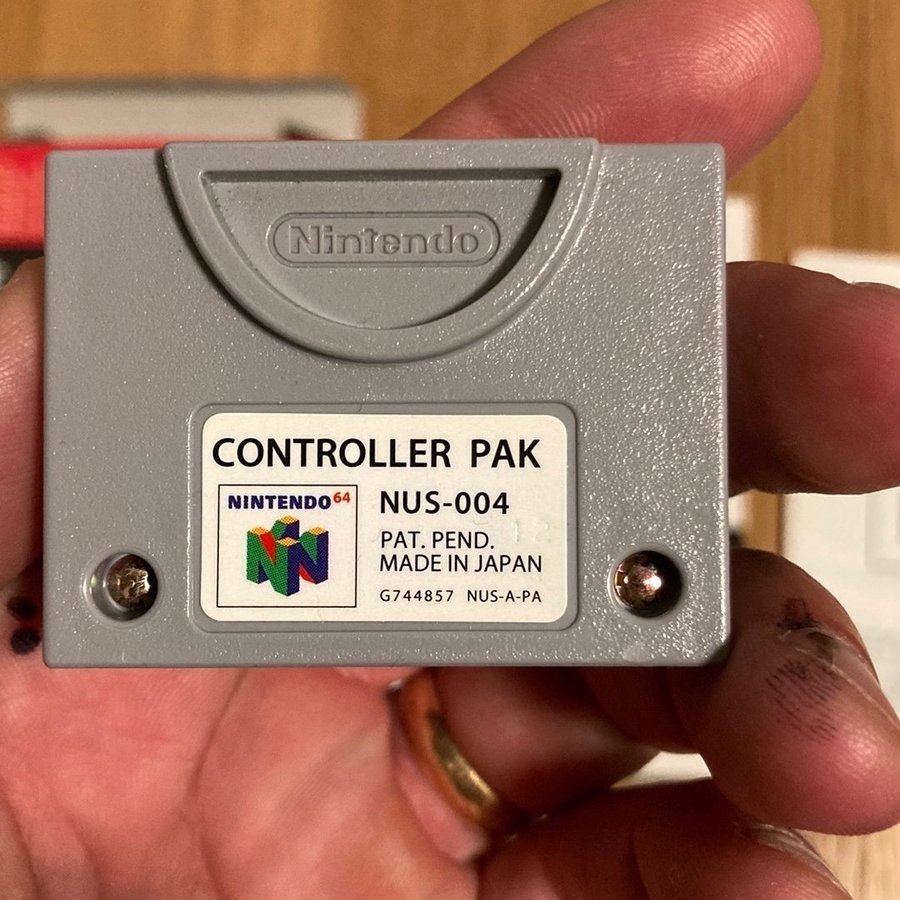 Nintendo
CONTROLLER PAK
NINTENDO64
NUS-004
PAT. PEND.
MADE IN JAPAN
G744857 NUS-A-PA